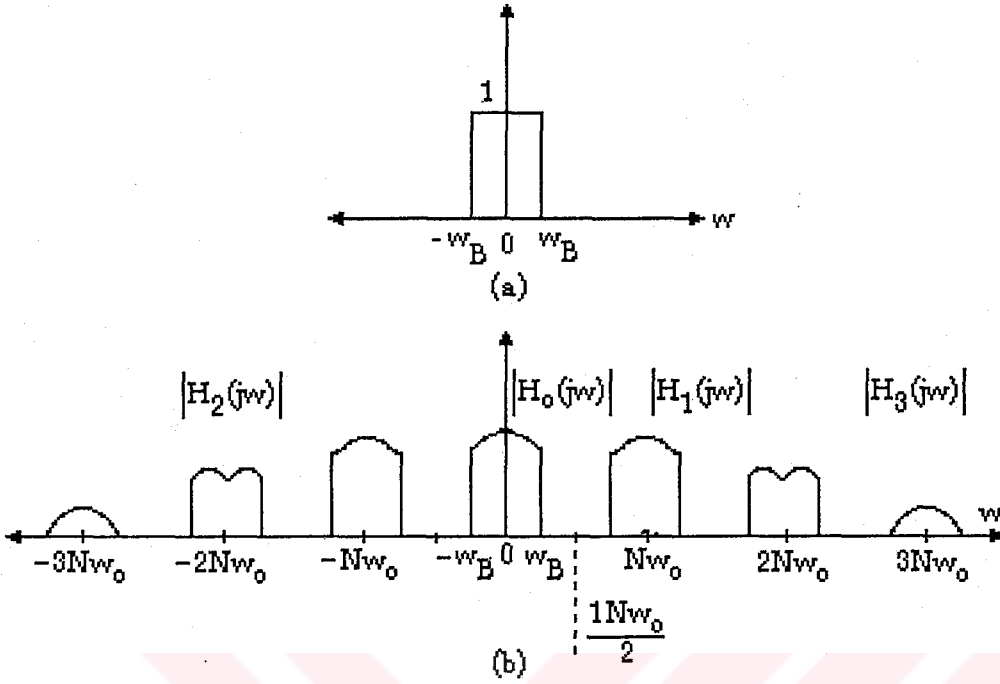 1
w
-w_B 0 w_B
(a)
|H_2(jw)| |H_o(jw)| |H_1(jw)| |H_3(jw)|
w
-3Nw_o -2Nw_o -Nw_o -w_B 0 w_B Nw_o 2Nw_o 3Nw_o
1Nw_o
2
(b)